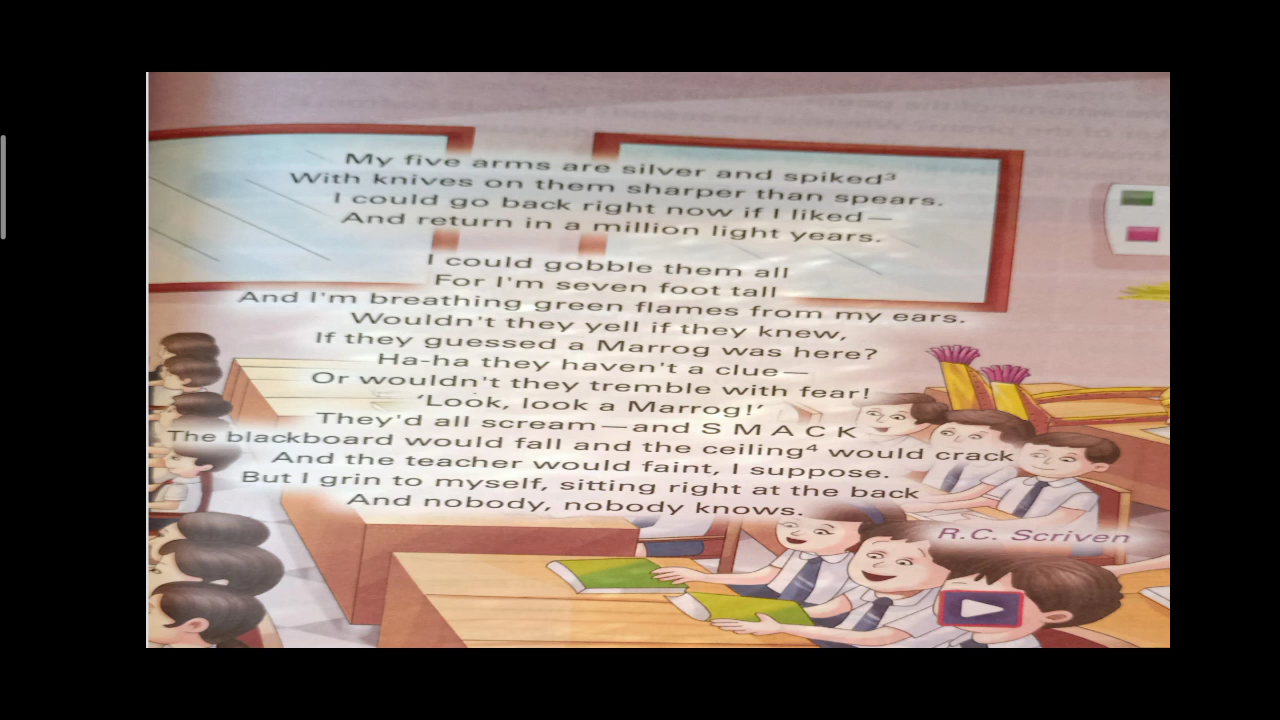 My five arms are silver and spiked³
With knives on them sharper than spears.
I could go back right now if I liked—
And return in a million light years.
I could gobble them all
For I'm seven foot tall
And I'm breathing green flames from my ears.
Wouldn't they yell if they knew,
If they guessed a Marrog was here?
Ha-ha they haven't a clue—
Or wouldn't they tremble with fear!
‘Look, look a Marrog!’
They'd all scream—and S M A C K
The blackboard would fall and the ceiling⁴ would crack
And the teacher would faint, I suppose.
But I grin to myself, sitting right at the back
And nobody, nobody knows.
R.C. Scriven